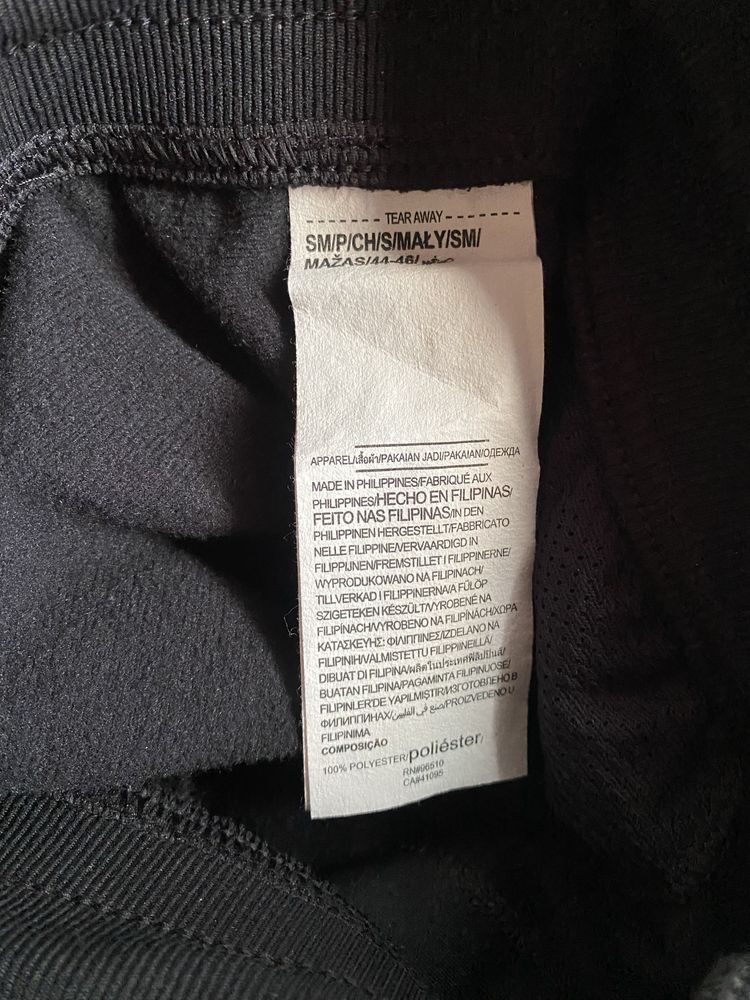 - - - - - - - - - TEAR AWAY - - - - - - - - -
SM/P/CH/S/MAŁY/SM/
MAŽAS/44-46/
APPAREL/เสื้อผ้า/PAKAIAN JADI/PAKAIAN/ОДЕЖДА
MADE IN PHILIPPINES/FABRIQUÉ AUX
PHILIPPINES/HECHO EN FILIPINAS/
FEITO NAS FILIPINAS/IN DEN
PHILIPPINEN HERGESTELLT/FABBRICATO
NELLE FILIPPINE/VERVAARDIGD IN
FILIPPIJNEN/FREMSTILLET I FILIPPINERNE/
WYPRODUKOWANO NA FILIPINACH/
TILLVERKAD I FILIPPINERNA/A FÜLÖP
SZIGETEKEN KÉSZÜLT/VYROBENÉ NA
FILIPÍNACH/VYROBENO NA FILIPÍNÁCH/ΧΩΡΑ
ΚΑΤΑΣΚΕΥΗΣ: ΦΙΛΙΠΠΙΝΕΣ/IZDELANO NA
FILIPINIH/VALMISTETTU FILIPPIINEILLÄ/
DIBUAT DI FILIPINA/ผลิตในประเทศฟิลิปปินส์/
BUATAN FILIPINA/PAGAMINTA FILIPINUOSE/
FILIPINLER'DE YAPILMIŞTIR/ИЗГОТОВЛЕНО В
ФИЛИППИНАХ/صنع في الفلبين/PROIZVEDENO U
FILIPINIMA
COMPOSIÇÃO
100% POLYESTER/poliéster/
RN#96510
CA#41095